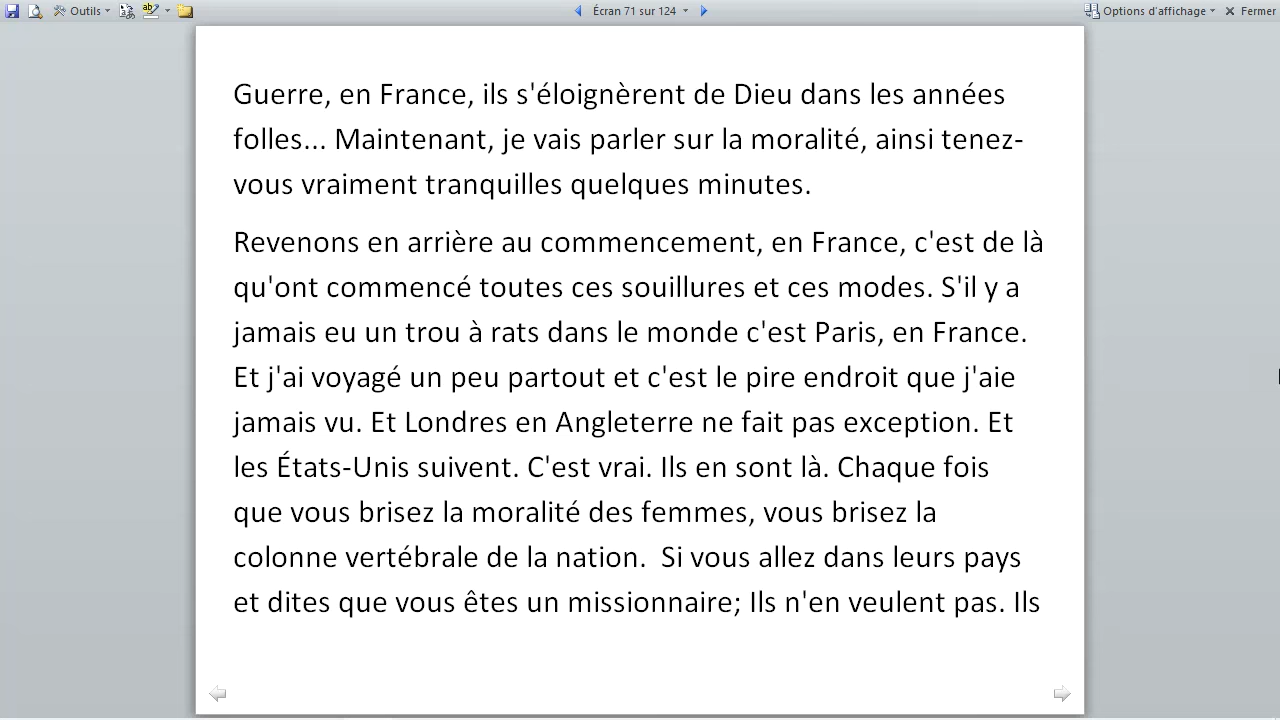 Outils
Écran 71 sur 124
Options d'affichage
Fermer
Guerre, en France, ils s'éloignèrent de Dieu dans les années
folles... Maintenant, je vais parler sur la moralité, ainsi tenez-
vous vraiment tranquilles quelques minutes.
Revenons en arrière au commencement, en France, c'est de là
qu'ont commencé toutes ces souillures et ces modes. S'il y a
jamais eu un trou à rats dans le monde c'est Paris, en France.
Et j'ai voyagé un peu partout et c'est le pire endroit que j'aie
jamais vu. Et Londres en Angleterre ne fait pas exception. Et
les États-Unis suivent. C'est vrai. Ils en sont là. Chaque fois
que vous brisez la moralité des femmes, vous brisez la
colonne vertébrale de la nation.  Si vous allez dans leurs pays
et dites que vous êtes un missionnaire; Ils n'en veulent pas. Ils